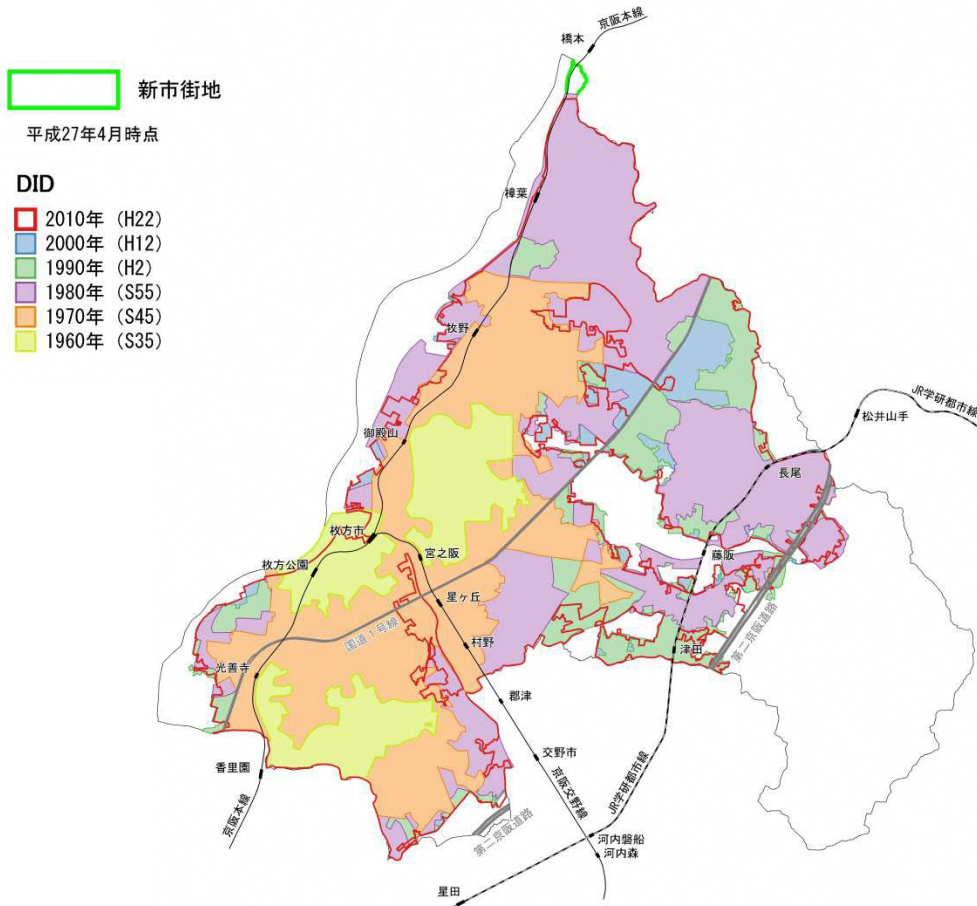 京阪本線
橋本
新市街地
平成27年4月時点
DID
2010年（H22）
2000年（H12）
1990年（H2）
1980年（S55）
1970年（S45）
1960年（S35）
樟葉
牧野
JR学研都市線
松井山手
御殿山
長尾
枚方市
宮之阪
藤阪
枚方公園
星ヶ丘
国道1号線
村野
津田
第二京阪道路
光善寺
郡津
香里園
交野市
京阪本線
京阪交野線
JR学研都市線
第二京阪道路
河内磐船
河内森
星田